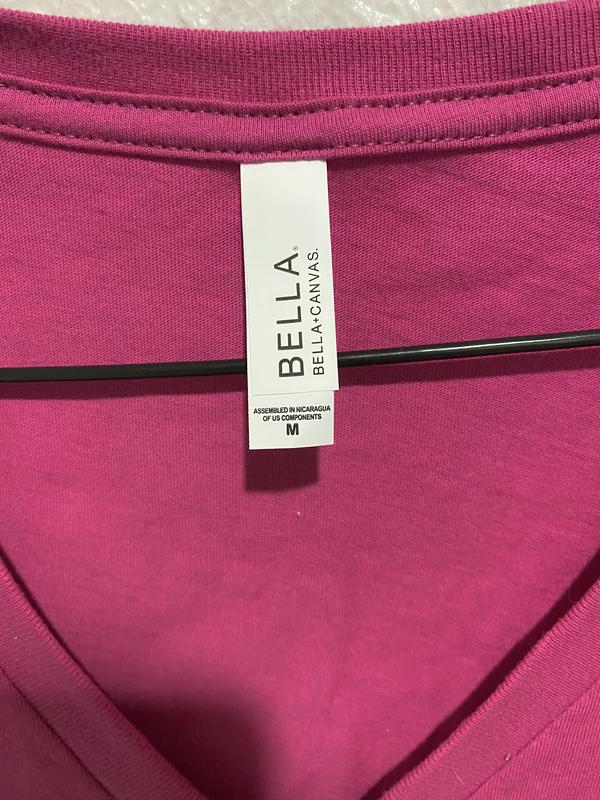 BELLA®
BELLA+CANVAS.
ASSEMBLED IN NICARAGUA
OF US COMPONENTS
M